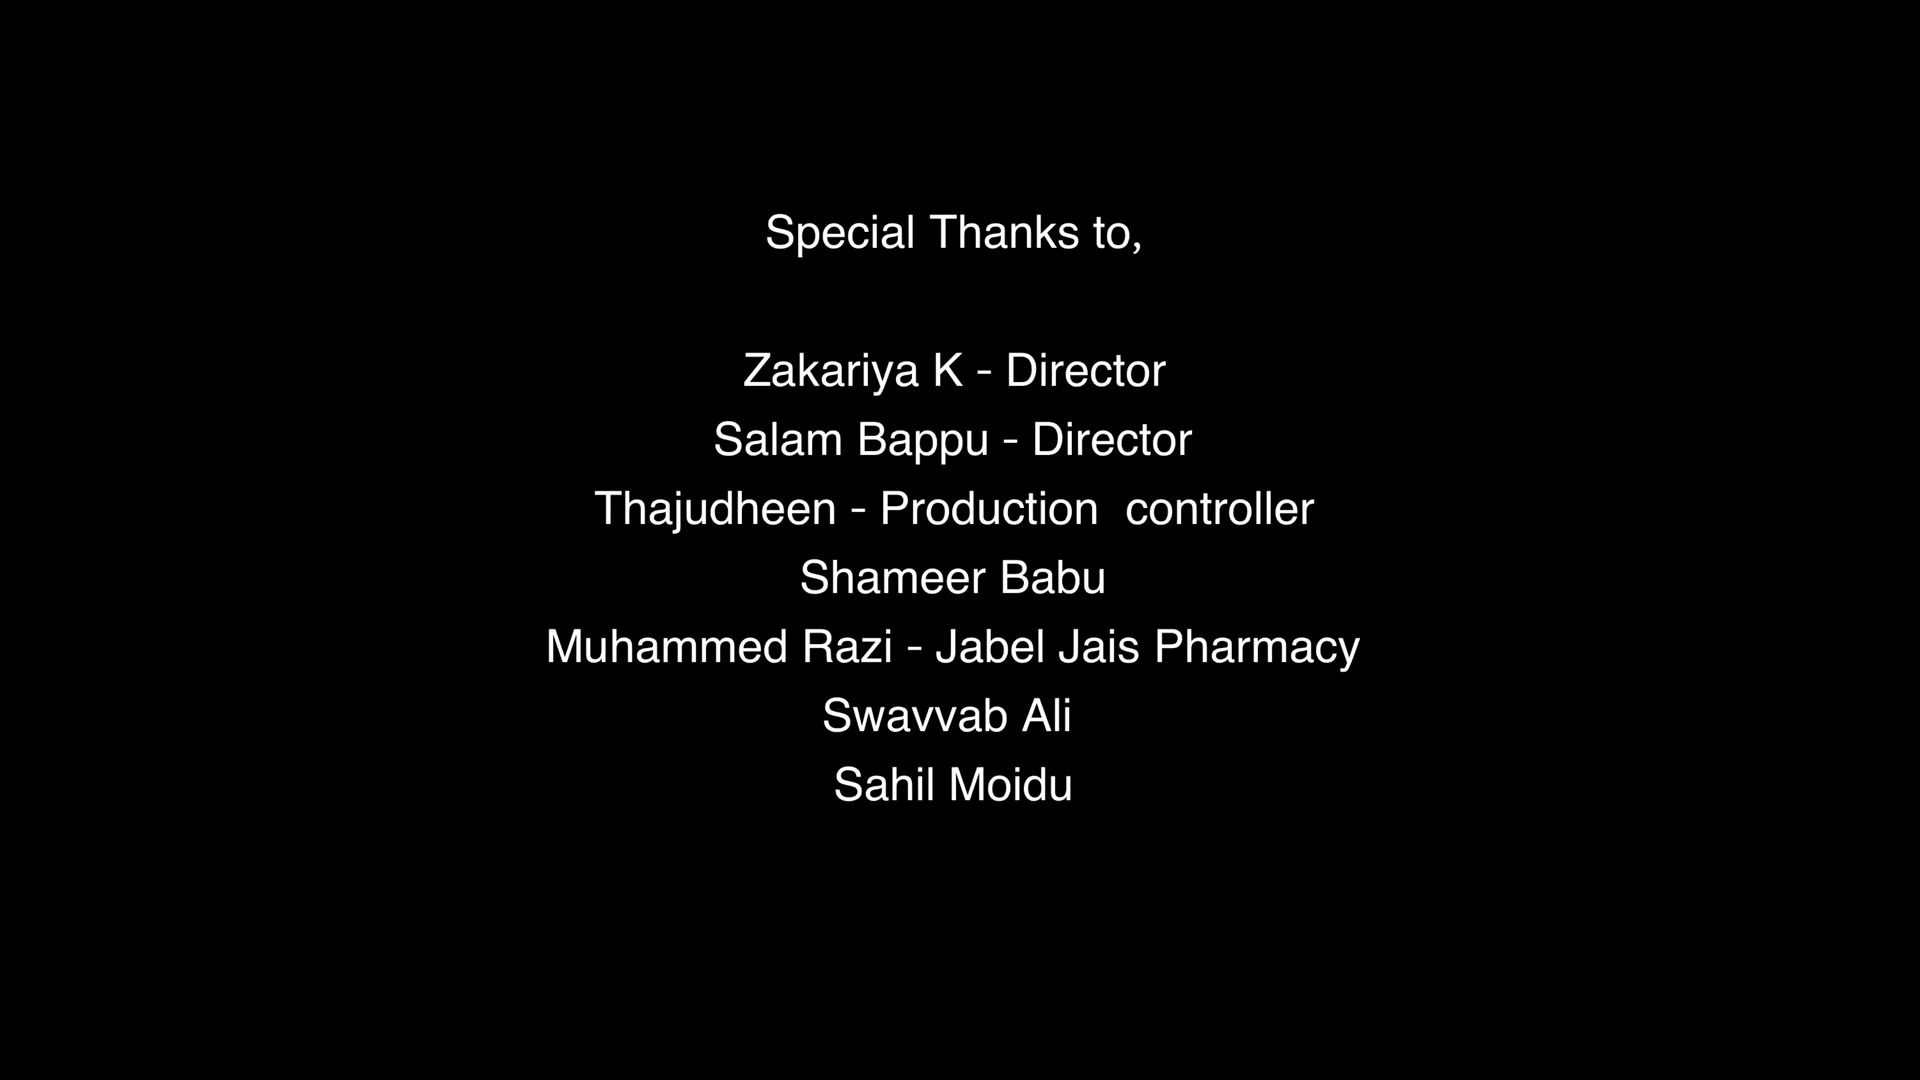 Special Thanks to,
Zakariya K - Director
Salam Bappu - Director
Thajudheen - Production  controller
Shameer Babu
Muhammed Razi - Jabel Jais Pharmacy
Swavvab Ali
Sahil Moidu